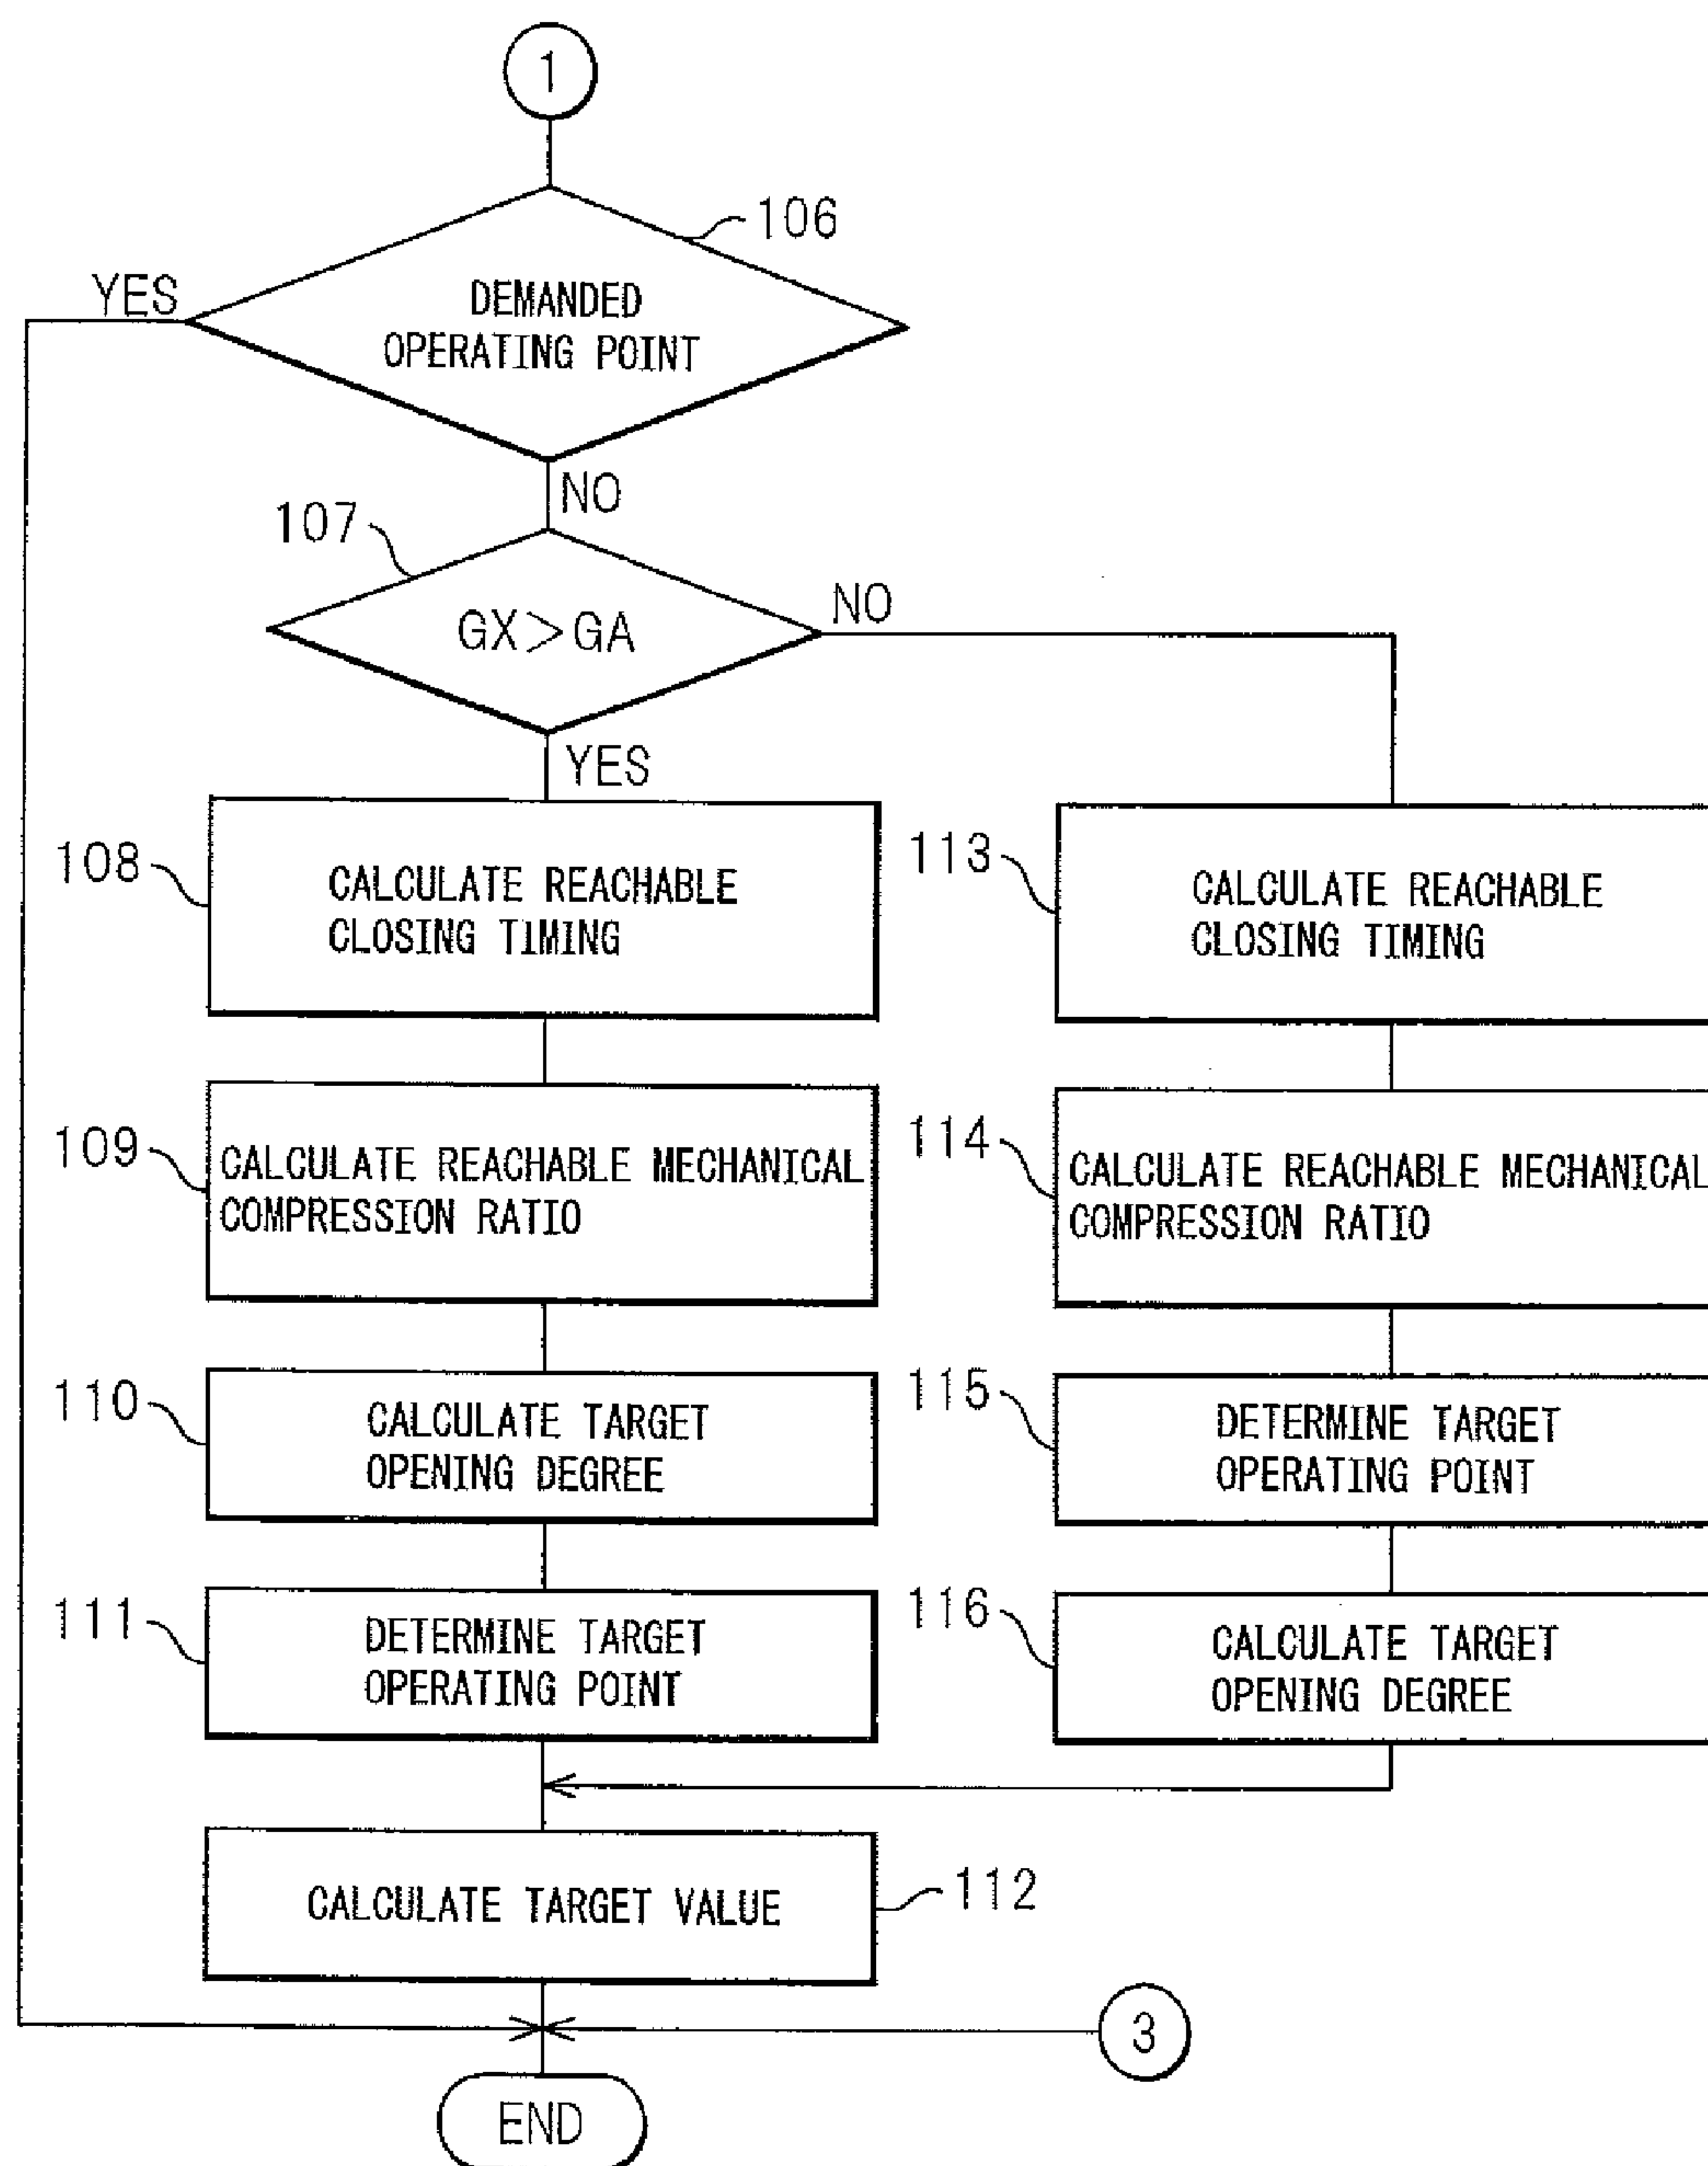 1
106
YES
DEMANDED
OPERATING POINT
NO
107
GX>GA
NO
YES
108
CALCULATE REACHABLE
CLOSING TIMING
113
CALCULATE REACHABLE
CLOSING TIMING
109
CALCULATE REACHABLE MECHANICAL
COMPRESSION RATIO
114
CALCULATE REACHABLE MECHANICAL
COMPRESSION RATIO
110
CALCULATE TARGET
OPENING DEGREE
115
DETERMINE TARGET
OPERATING POINT
111
DETERMINE TARGET
OPERATING POINT
116
CALCULATE TARGET
OPENING DEGREE
CALCULATE TARGET VALUE
112
3
END